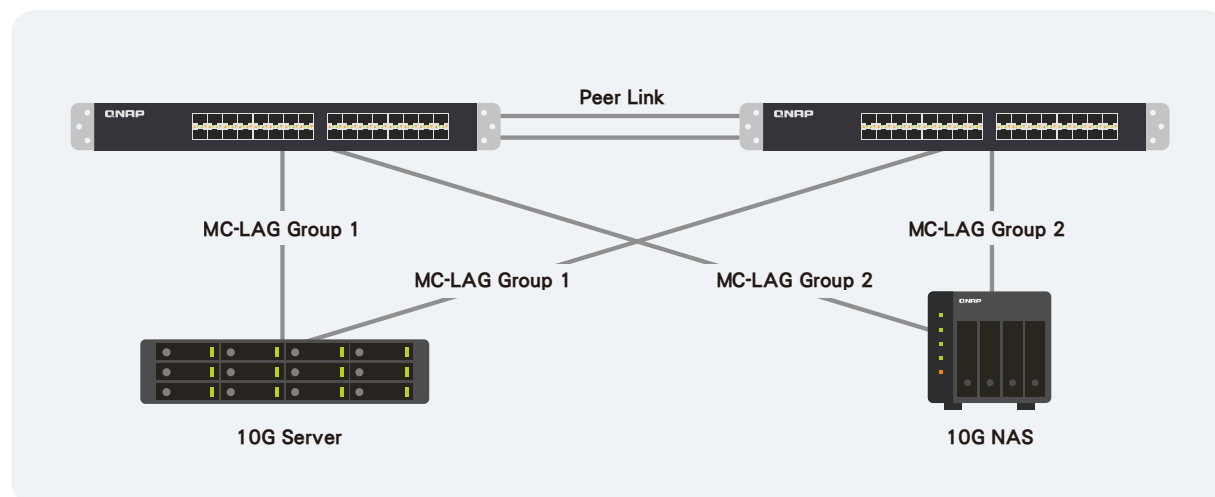 Peer Link
QNAP
QNAP
MC-LAG Group 1
MC-LAG Group 2
MC-LAG Group 1
MC-LAG Group 2
QNAP
10G Server
10G NAS